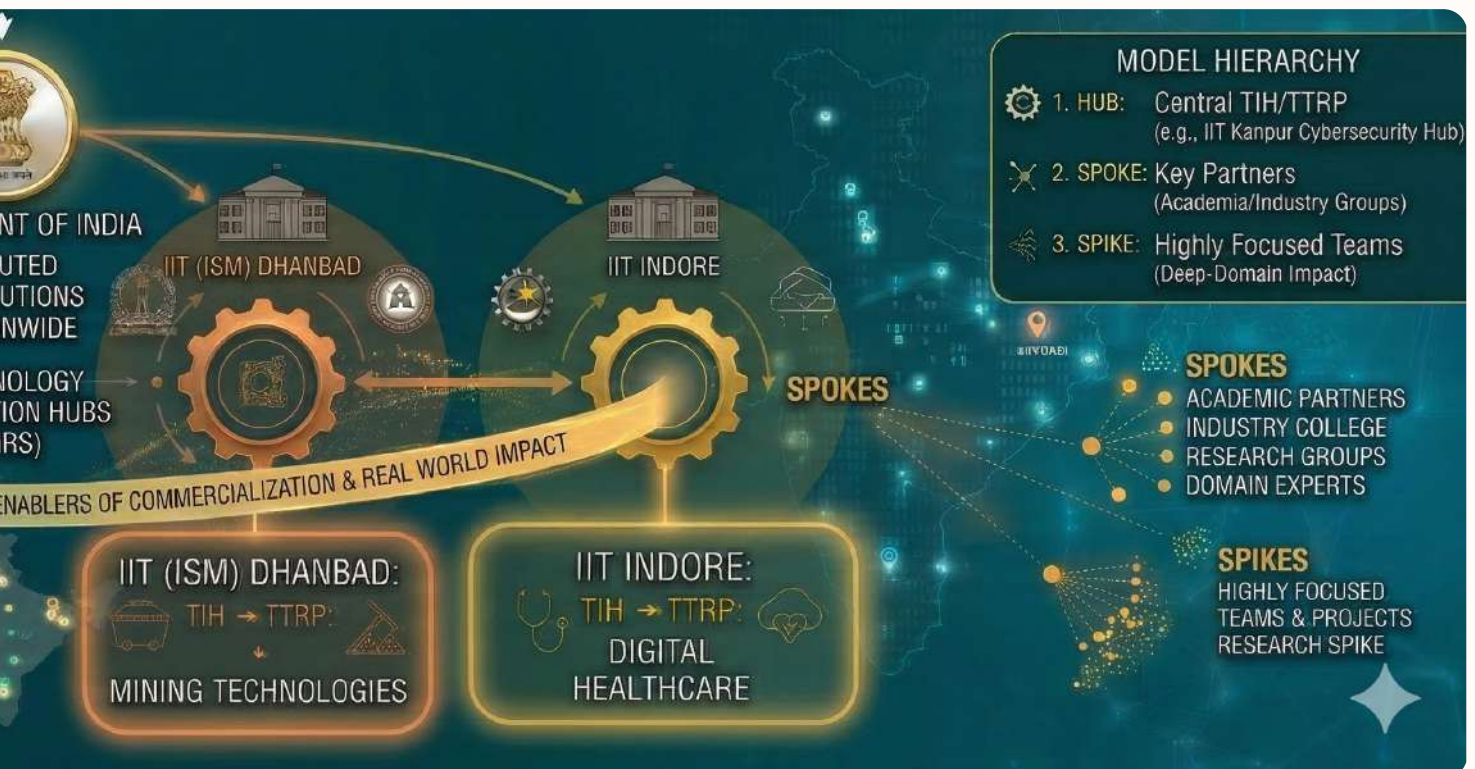 NT OF INDIA
UTED
UTIONS
NWIDE
NOLOGY
TION HUBS
RS)
IIT (ISM) DHANBAD
IIT INDORE
ENABLERS OF COMMERCIALIZATION & REAL WORLD IMPACT
IIT (ISM) DHANBAD:
TIH → TTRP:
MINING TECHNOLOGIES
IIT INDORE:
TIH → TTRP:
DIGITAL
HEALTHCARE
MODEL HIERARCHY
1. HUB: Central TIH/TTRP
(e.g., IIT Kanpur Cybersecurity Hub)
2. SPOKE: Key Partners
(Academia/Industry Groups)
3. SPIKE: Highly Focused Teams
(Deep-Domain Impact)
SPOKES
SPOKES
ACADEMIC PARTNERS
INDUSTRY COLLEGE
RESEARCH GROUPS
DOMAIN EXPERTS
SPIKES
HIGHLY FOCUSED
TEAMS & PROJECTS
RESEARCH SPIKE